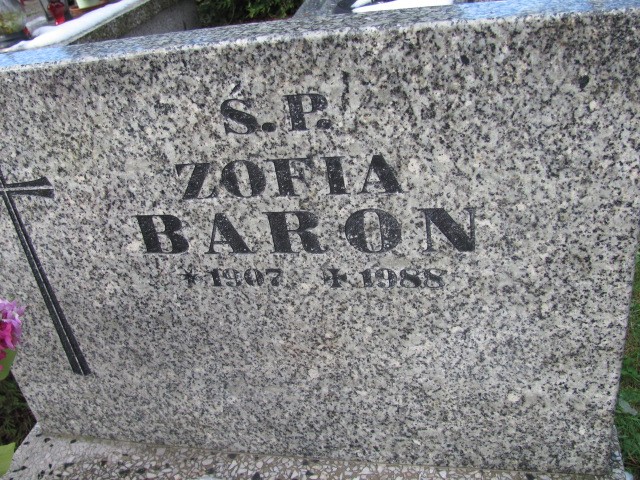 Ś.P.
ZOFIA
BARON
* 1907 + 1988